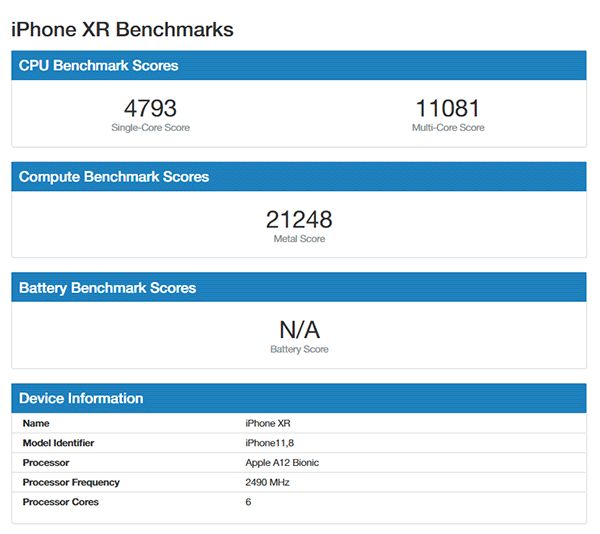 iPhone XR Benchmarks
CPU Benchmark Scores
4793 11081
Single-Core Score Multi-Core Score
Compute Benchmark Scores
21248
Metal Score
Battery Benchmark Scores
N/A
Battery Score
Device Information
Name iPhone XR
Model Identifier iPhone11,8
Processor Apple A12 Bionic
Processor Frequency 2490 MHz
Processor Cores 6